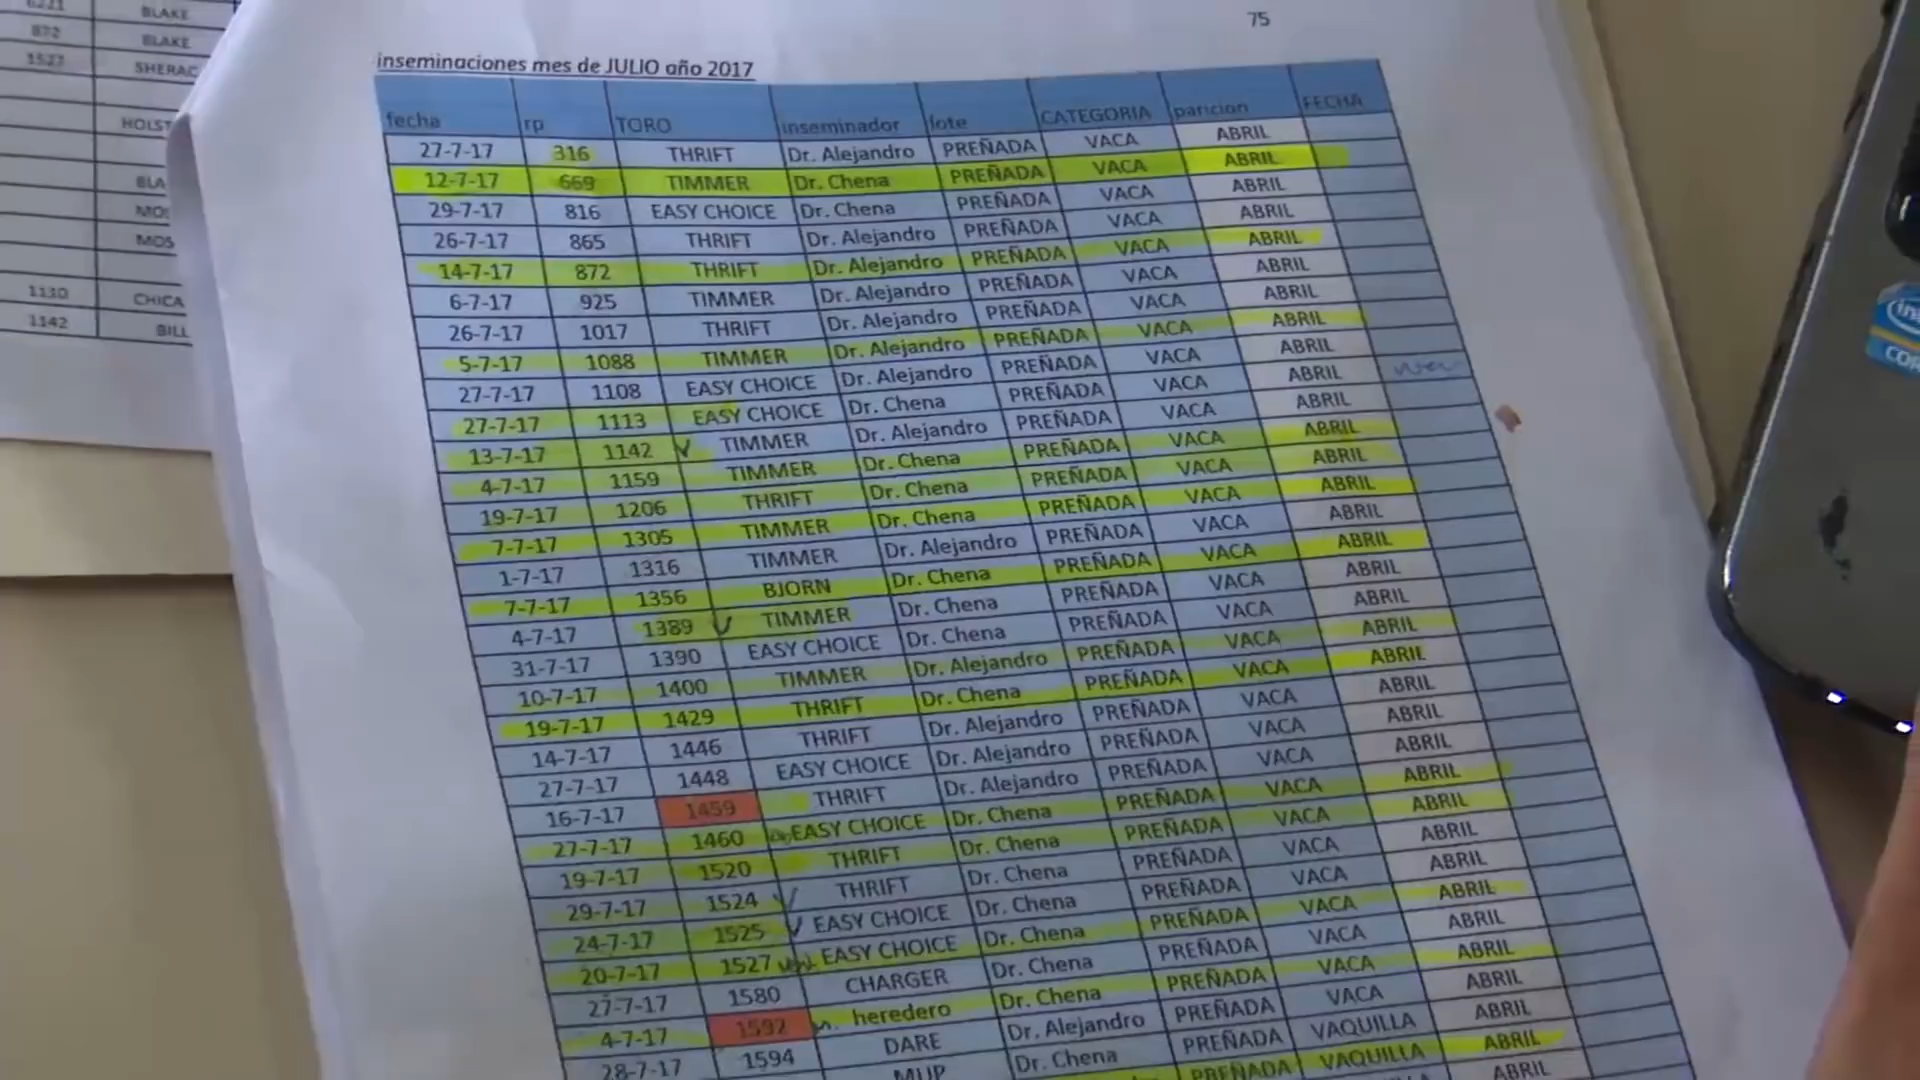 6221 BLAKE
872 BLAKE
1527 SHERAC
HOLST
BLA
MOS
MOS
1130 CHICA
1142 BILL
75
inseminaciones mes de JULIO año 2017
fecha rp TORO inseminador lote CATEGORIA paricion FECHA
27-7-17 316 THRIFT Dr. Alejandro PREÑADA VACA ABRIL
12-7-17 669 TIMMER Dr. Chena PREÑADA VACA ABRIL
29-7-17 816 EASY CHOICE Dr. Chena PREÑADA VACA ABRIL
26-7-17 865 THRIFT Dr. Alejandro PREÑADA VACA ABRIL
14-7-17 872 THRIFT Dr. Alejandro PREÑADA VACA ABRIL
6-7-17 925 TIMMER Dr. Alejandro PREÑADA VACA ABRIL
26-7-17 1017 THRIFT Dr. Alejandro PREÑADA VACA ABRIL
5-7-17 1088 TIMMER Dr. Alejandro PREÑADA VACA ABRIL
27-7-17 1108 EASY CHOICE Dr. Alejandro PREÑADA VACA ABRIL
27-7-17 1113 EASY CHOICE Dr. Chena PREÑADA VACA ABRIL
13-7-17 1142 TIMMER Dr. Alejandro PREÑADA VACA ABRIL
4-7-17 1159 TIMMER Dr. Chena PREÑADA VACA ABRIL
19-7-17 1206 THRIFT Dr. Chena PREÑADA VACA ABRIL
7-7-17 1305 TIMMER Dr. Chena PREÑADA VACA ABRIL
1-7-17 1316 TIMMER Dr. Alejandro PREÑADA VACA ABRIL
7-7-17 1356 BJORN Dr. Chena PREÑADA VACA ABRIL
4-7-17 1389 TIMMER Dr. Chena PREÑADA VACA ABRIL
31-7-17 1390 EASY CHOICE Dr. Chena PREÑADA VACA ABRIL
10-7-17 1400 TIMMER Dr. Alejandro PREÑADA VACA ABRIL
19-7-17 1429 THRIFT Dr. Chena PREÑADA VACA ABRIL
14-7-17 1446 THRIFT Dr. Alejandro PREÑADA VACA ABRIL
27-7-17 1448 EASY CHOICE Dr. Alejandro PREÑADA VACA ABRIL
16-7-17 1459 THRIFT Dr. Alejandro PREÑADA VACA ABRIL
27-7-17 1460 EASY CHOICE Dr. Chena PREÑADA VACA ABRIL
19-7-17 1520 THRIFT Dr. Chena PREÑADA VACA ABRIL
29-7-17 1524 THRIFT Dr. Chena PREÑADA VACA ABRIL
24-7-17 1525 EASY CHOICE Dr. Chena PREÑADA VACA ABRIL
20-7-17 1527 EASY CHOICE Dr. Chena PREÑADA VACA ABRIL
27-7-17 1580 CHARGER Dr. Chena PREÑADA VACA ABRIL
4-7-17 1592 heredero Dr. Chena PREÑADA VACA ABRIL
28-7-17 1594 DARE Dr. Alejandro PREÑADA VAQUILLA ABRIL
MUP Dr. Chena PREÑADA VAQUILLA ABRIL
ABRIL